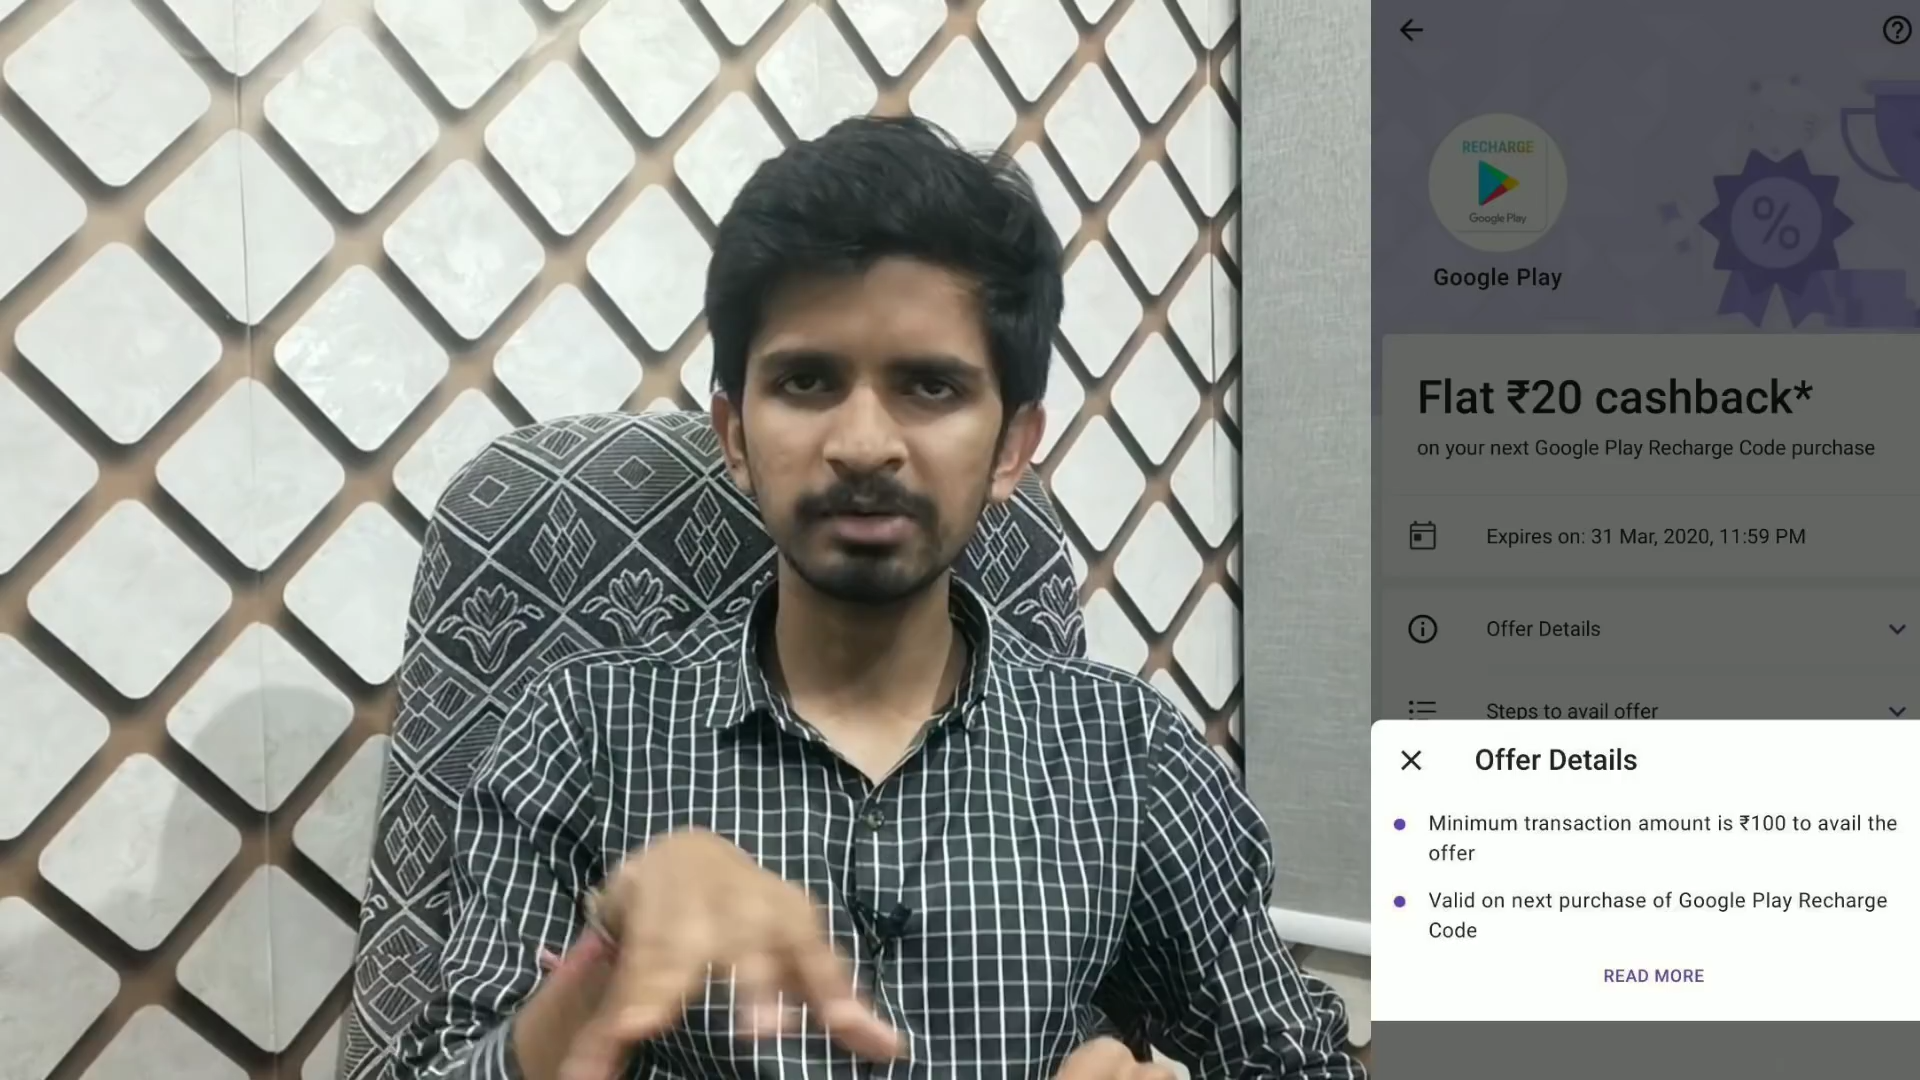 RECHARGE
Google Play
Google Play
%
Flat ₹20 cashback*
on your next Google Play Recharge Code purchase
Expires on: 31 Mar, 2020, 11:59 PM
Offer Details
Steps to avail offer
Offer Details
Minimum transaction amount is ₹100 to avail the
offer
Valid on next purchase of Google Play Recharge
Code
READ MORE